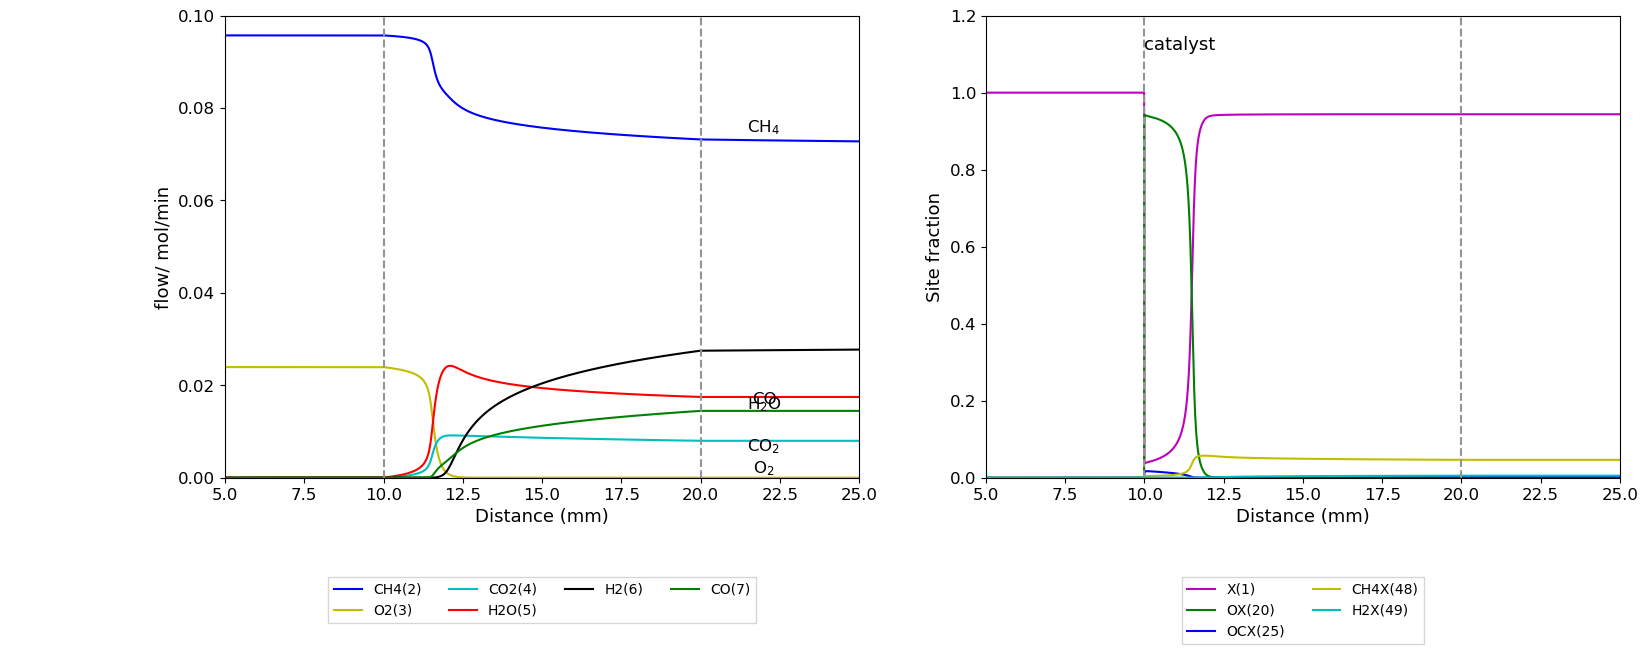 0.10
0.08
0.06
0.04
0.02
0.00
flow/ mol/min
CH4
CO
H2O
CO2
O2
5.0 7.5 10.0 12.5 15.0 17.5 20.0 22.5 25.0
Distance (mm)
CH4(2) CO2(4) H2(6) CO(7)
O2(3) H2O(5)
1.2
1.0
0.8
0.6
0.4
0.2
0.0
Site fraction
catalyst
5.0 7.5 10.0 12.5 15.0 17.5 20.0 22.5 25.0
Distance (mm)
X(1) CH4X(48)
OX(20) H2X(49)
OCX(25)